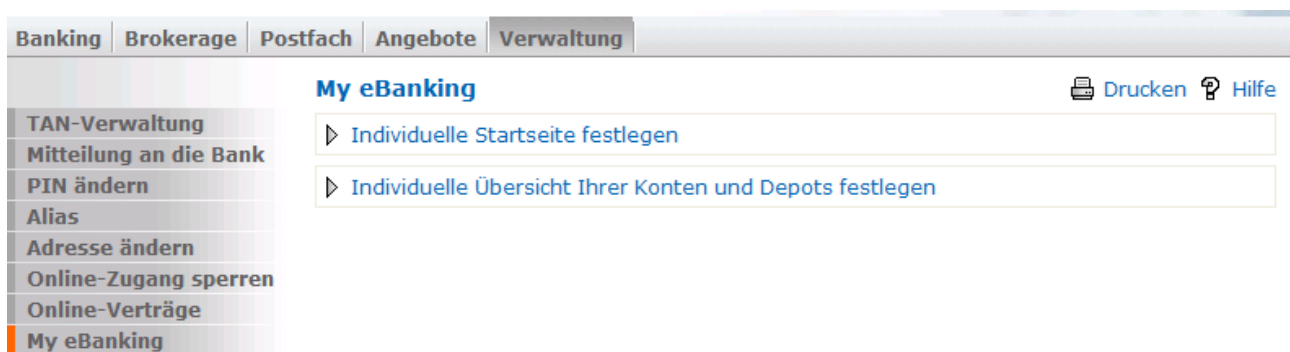 Banking Brokerage Postfach Angebote Verwaltung
My eBanking Drucken Hilfe
TAN-Verwaltung
Mitteilung an die Bank
PIN ändern
Alias
Adresse ändern
Online-Zugang sperren
Online-Verträge
My eBanking
Individuelle Startseite festlegen
Individuelle Übersicht Ihrer Konten und Depots festlegen